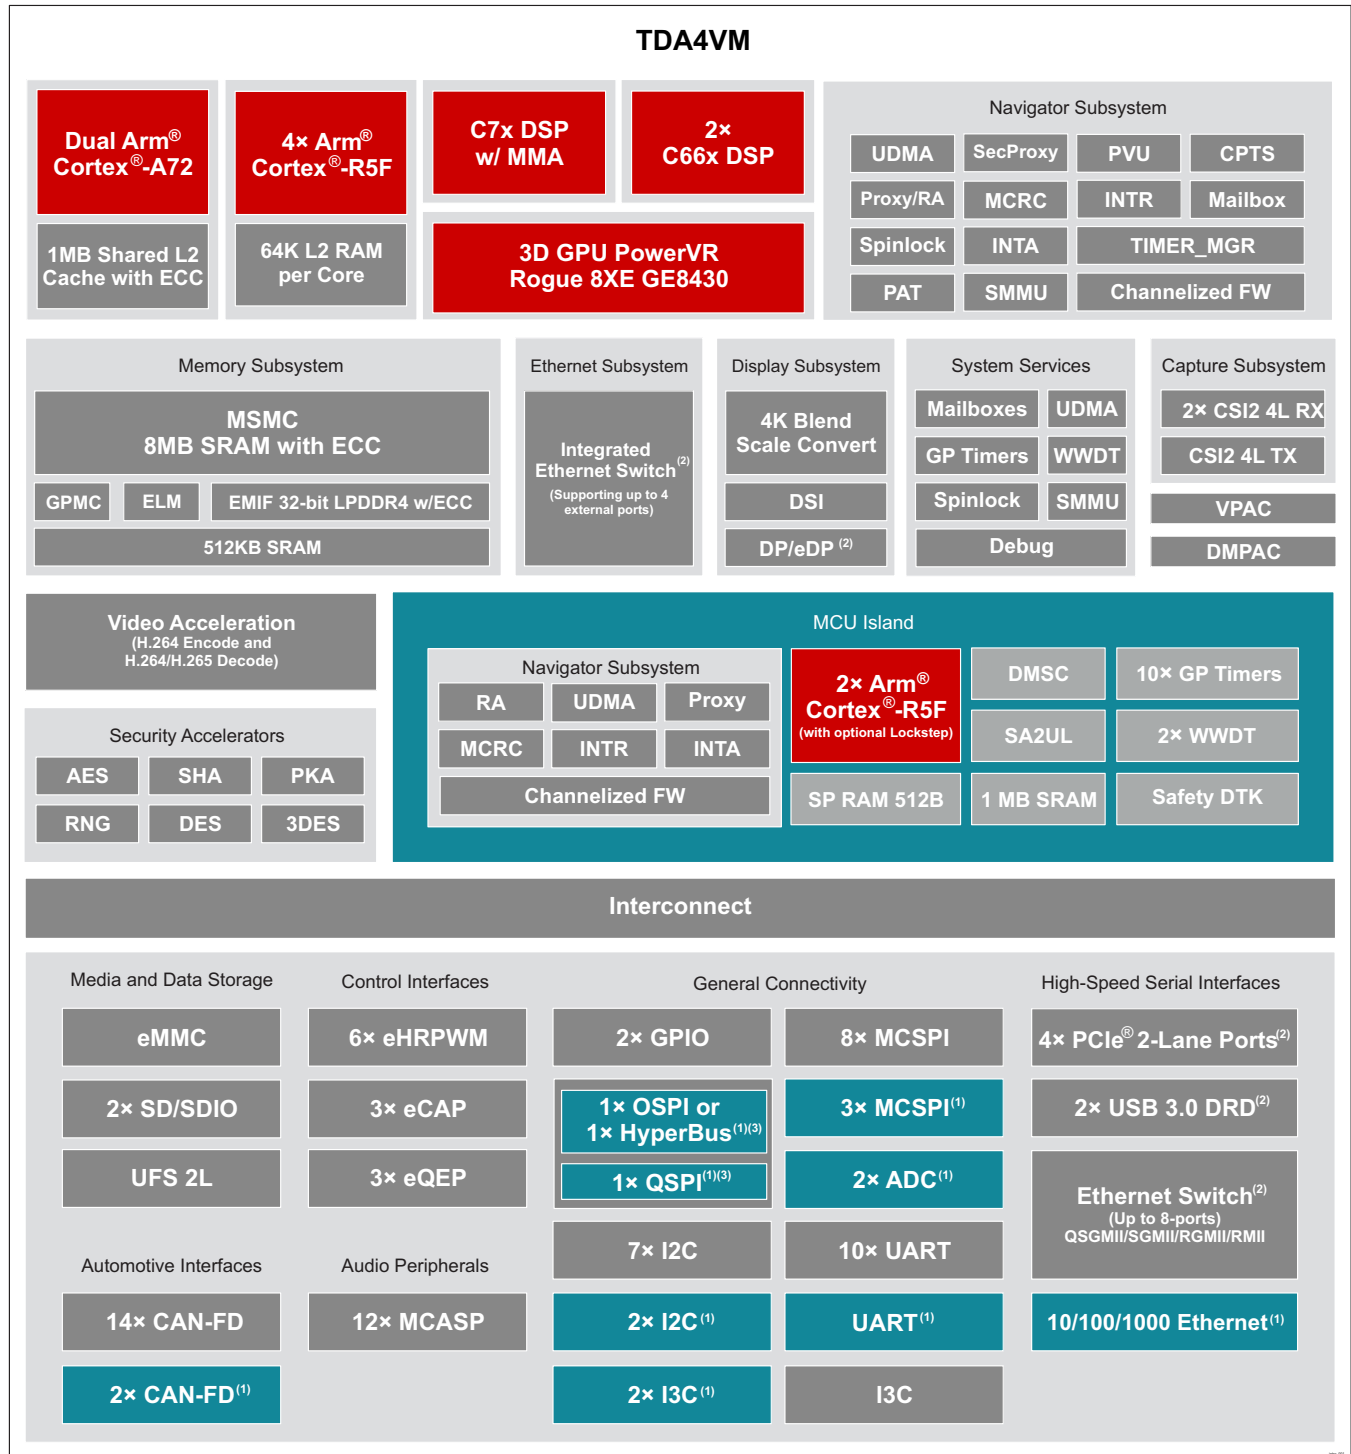 TDA4VM
Dual Arm®
Cortex®-A72
1MB Shared L2
Cache with ECC
4× Arm®
Cortex®-R5F
64K L2 RAM
per Core
C7x DSP
w/ MMA
2×
C66x DSP
3D GPU PowerVR
Rogue 8XE GE8430
Navigator Subsystem
UDMA
SecProxy
PVU
CPTS
Proxy/RA
MCRC
INTR
Mailbox
Spinlock
INTA
TIMER_MGR
PAT
SMMU
Channelized FW
Memory Subsystem
MSMC
8MB SRAM with ECC
GPMC
ELM
EMIF 32-bit LPDDR4 w/ECC
512KB SRAM
Ethernet Subsystem
Integrated
Ethernet Switch(2)
(Supporting up to 4
external ports)
Display Subsystem
4K Blend
Scale Convert
DSI
DP/eDP (2)
System Services
Mailboxes
UDMA
GP Timers
WWDT
Spinlock
SMMU
Debug
Capture Subsystem
2× CSI2 4L RX
CSI2 4L TX
VPAC
DMPAC
Video Acceleration
(H.264 Encode and
H.264/H.265 Decode)
Security Accelerators
AES
SHA
PKA
RNG
DES
3DES
MCU Island
Navigator Subsystem
RA
UDMA
Proxy
MCRC
INTR
INTA
Channelized FW
2× Arm®
Cortex®-R5F
(with optional Lockstep)
DMSC
10× GP Timers
SA2UL
2× WWDT
SP RAM 512B
1 MB SRAM
Safety DTK
Interconnect
Media and Data Storage
eMMC
2× SD/SDIO
UFS 2L
Automotive Interfaces
14× CAN-FD
2× CAN-FD(1)
Control Interfaces
6× eHRPWM
3× eCAP
3× eQEP
Audio Peripherals
12× MCASP
General Connectivity
2× GPIO
8× MCSPI
1× OSPI or
1× HyperBus(1)(3)
3× MCSPI(1)
1× QSPI(1)(3)
2× ADC(1)
7× I2C
10× UART
2× I2C(1)
UART(1)
2× I3C(1)
I3C
High-Speed Serial Interfaces
4× PCIe® 2-Lane Ports(2)
2× USB 3.0 DRD(2)
Ethernet Switch(2)
(Up to 8-ports)
QSGMII/SGMII/RGMII/RMII
10/100/1000 Ethernet(1)